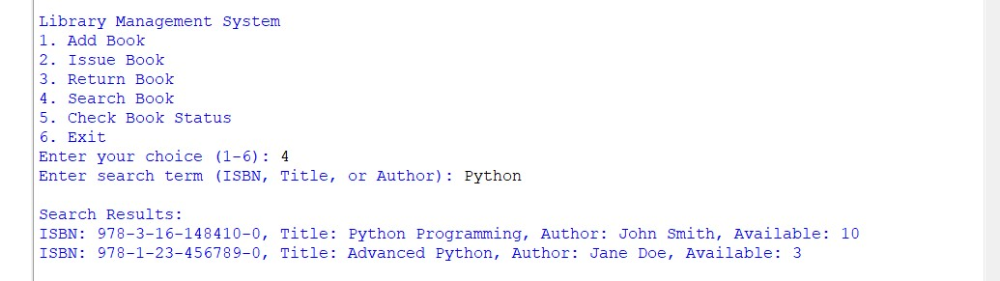 Library Management System
1. Add Book
2. Issue Book
3. Return Book
4. Search Book
5. Check Book Status
6. Exit
Enter your choice (1-6): 4
Enter search term (ISBN, Title, or Author): Python
Search Results:
ISBN: 978-3-16-148410-0, Title: Python Programming, Author: John Smith, Available: 10
ISBN: 978-1-23-456789-0, Title: Advanced Python, Author: Jane Doe, Available: 3